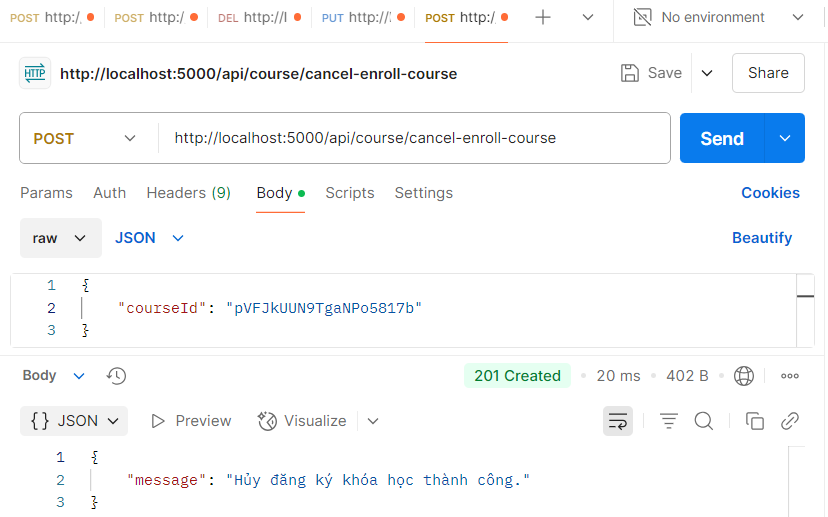 POST http:/ POST http:/ DEL http://l PUT http:// POST http:/ No environment
HTTP http://localhost:5000/api/course/cancel-enroll-course Save Share
POST http://localhost:5000/api/course/cancel-enroll-course Send
Params Auth Headers (9) Body Scripts Settings Cookies
raw JSON Beautify
1 {
2 "courseId": "pVFJkUUN9TgaNPo5817b"
3 }
Body 201 Created 20 ms 402 B
{} JSON Preview Visualize
1 {
2 "message": "Hủy đăng ký khóa học thành công."
3 }